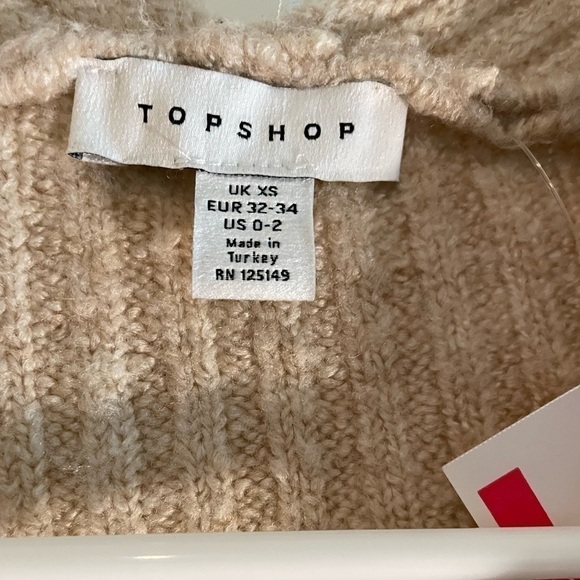 TOPSHOP
UK XS
EUR 32-34
US 0-2
Made in
Turkey
RN 125149